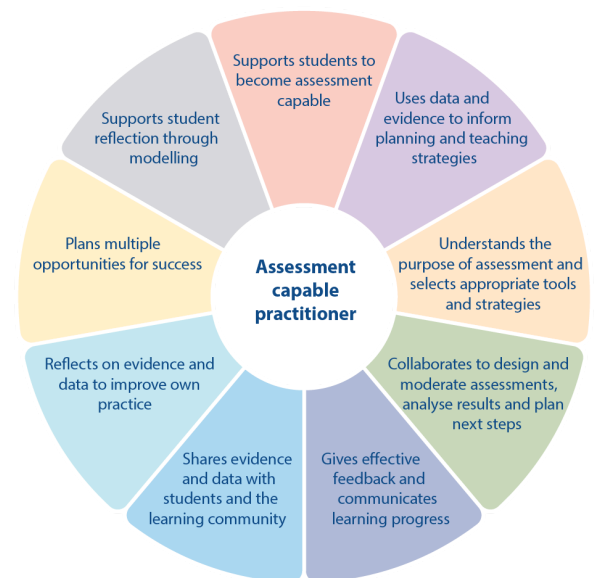 Supports students to
become assessment
capable
Uses data and
evidence to inform
planning and teaching
strategies
Understands the
purpose of assessment and
selects appropriate tools
and strategies
Collaborates to design and
moderate assessments,
analyse results and plan
next steps
Gives effective
feedback and
communicates
learning progress
Shares evidence
and data with
students and the
learning community
Reflects on evidence and
data to improve own
practice
Plans multiple
opportunities for success
Supports student
reflection through
modelling
Assessment
capable
practitioner